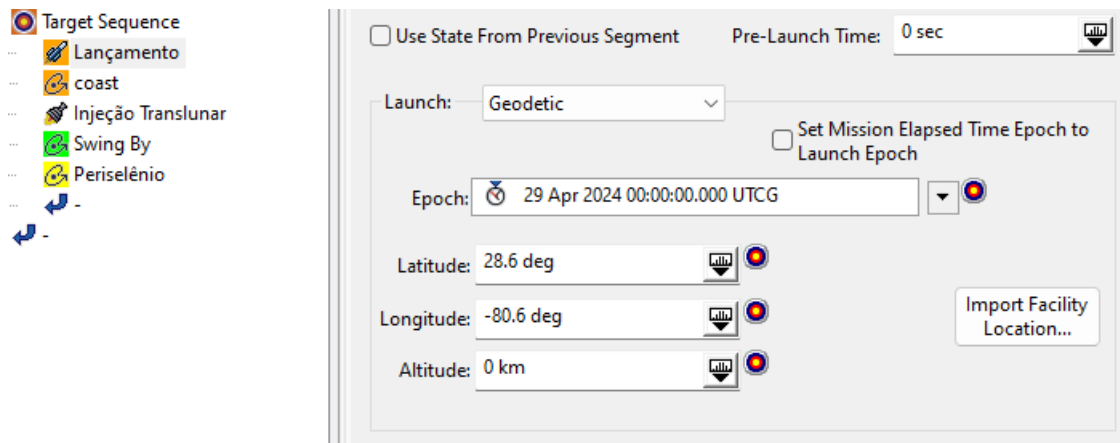 Target Sequence
Lançamento
coast
Injeção Translunar
Swing By
Periselênio
-
-
Use State From Previous Segment
Pre-Launch Time: 0 sec
Launch: Geodetic
Set Mission Elapsed Time Epoch to
Launch Epoch
Epoch: 29 Apr 2024 00:00:00.000 UTCG
Latitude: 28.6 deg
Longitude: -80.6 deg
Import Facility
Location...
Altitude: 0 km